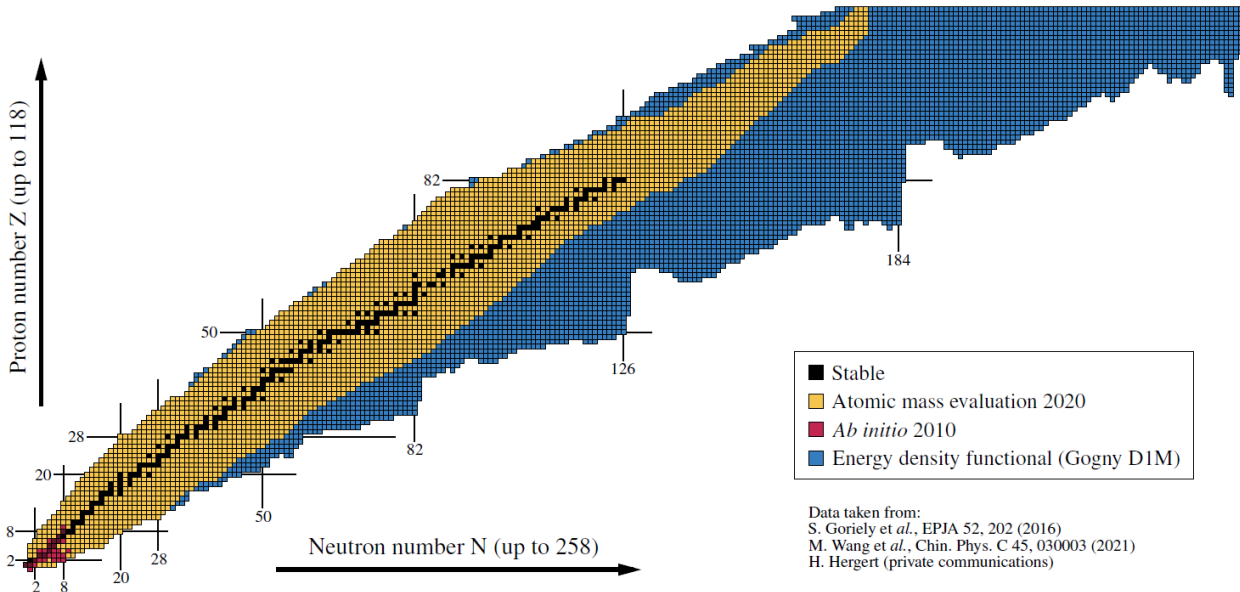 Proton number Z (up to 118)
82
50
28
20
8
2
2
8
20
28
50
82
126
184
Neutron number N (up to 258)
Stable
Atomic mass evaluation 2020
Ab initio 2010
Energy density functional (Gogny D1M)
Data taken from:
S. Goriely et al., EPJA 52, 202 (2016)
M. Wang et al., Chin. Phys. C 45, 030003 (2021)
H. Hergert (private communications)